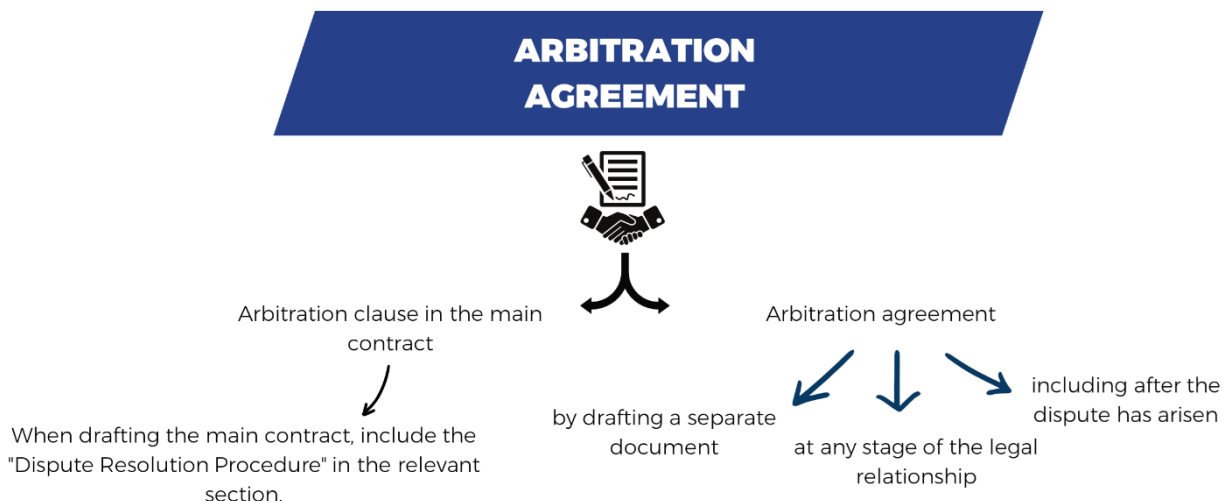 ARBITRATION
AGREEMENT
Arbitration clause in the main
contract
When drafting the main contract, include the
"Dispute Resolution Procedure" in the relevant
section.
Arbitration agreement
by drafting a separate
document
at any stage of the legal
relationship
including after the
dispute has arisen